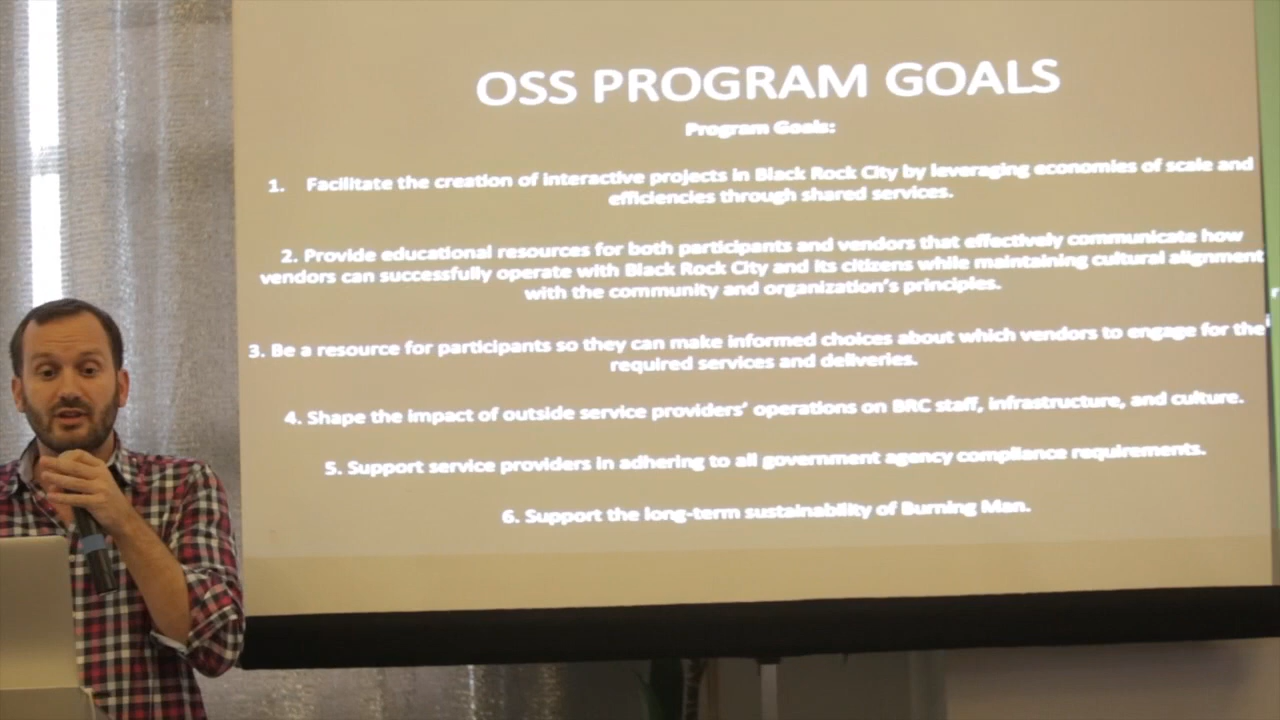 OSS PROGRAM GOALS
Program Goals:
1. Facilitate the creation of interactive projects in Black Rock City by leveraging economies of scale and
efficiencies through shared services.
2. Provide educational resources for both participants and vendors that effectively communicate how
vendors can successfully operate with Black Rock City and its citizens while maintaining cultural alignment
with the community and organization's principles.
3. Be a resource for participants so they can make informed choices about which vendors to engage for the
required services and deliveries.
4. Shape the impact of outside service providers' operations on BRC staff, infrastructure, and culture.
5. Support service providers in adhering to all government agency compliance requirements.
6. Support the long-term sustainability of Burning Man.